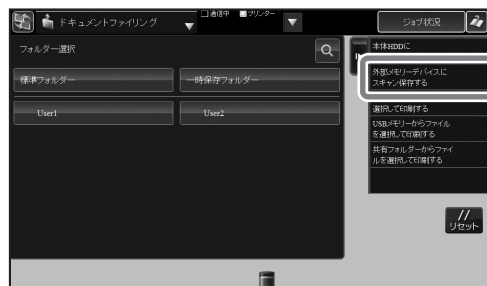 ドキュメントファイリング
通信中
プリンター
ジョブ状況
フォルダー選択
標準フォルダー
一時保存フォルダー
User1
User2
本体HDDに
外部メモリーデバイスに
スキャン保存する
選択して印刷する
USBメモリーからファイル
を選択して印刷する
共有フォルダーからファイ
ルを選択して印刷する
リセット